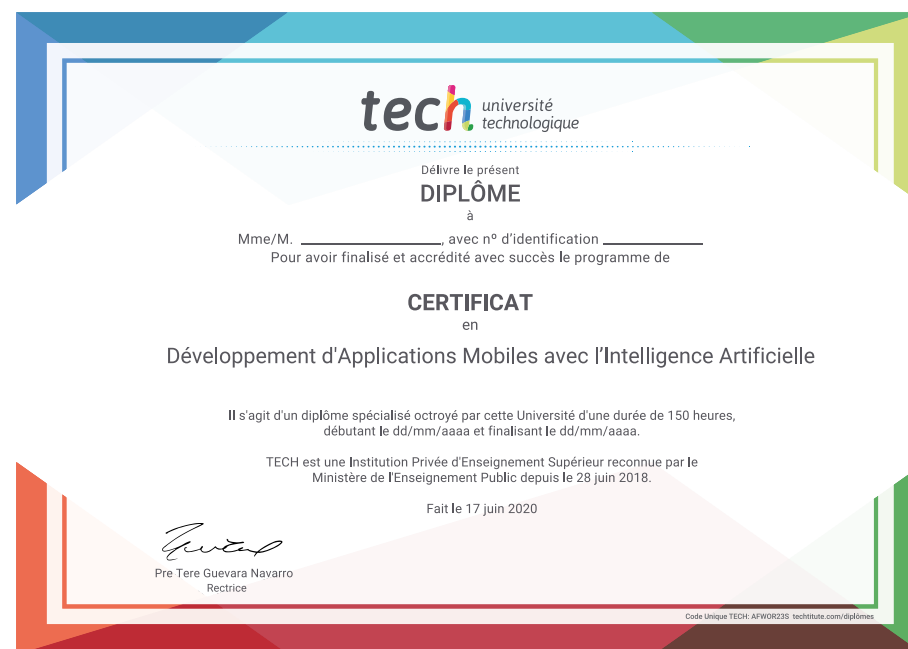 tech université
technologique
Délivre le présent
DIPLÔME
à
Mme/M. ____________________, avec nº d'identification ______________
Pour avoir finalisé et accrédité avec succès le programme de
CERTIFICAT
en
Développement d'Applications Mobiles avec l'Intelligence Artificielle
Il s'agit d'un diplôme spécialisé octroyé par cette Université d'une durée de 150 heures,
débutant le dd/mm/aaaa et finalisant le dd/mm/aaaa.
TECH est une Institution Privée d'Enseignement Supérieur reconnue par le
Ministère de l'Enseignement Public depuis le 28 juin 2018.
Fait le 17 juin 2020
Pre Tere Guevara Navarro
Rectrice
Code Unique TECH: AFWOR23S techtitute.com/diplômes